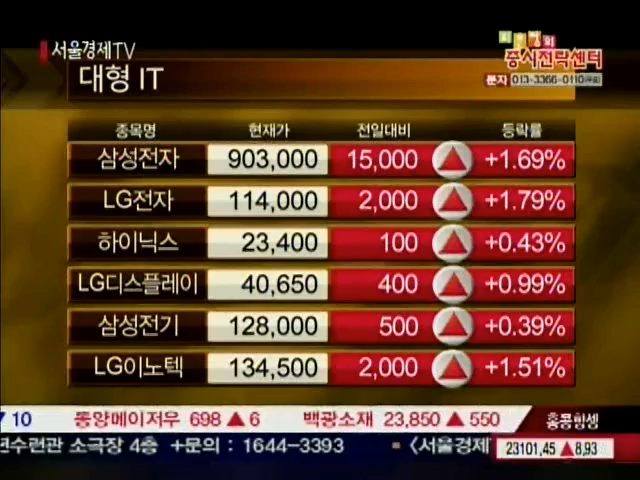 서울경제TV
증시전략센터
문자 013-3366-0110
대형 IT
종목명 현재가 전일대비 등락률
삼성전자 903,000 15,000 ▲ +1.69%
LG전자 114,000 2,000 ▲ +1.79%
하이닉스 23,400 100 ▲ +0.43%
LG디스플레이 40,650 400 ▲ +0.99%
삼성전기 128,000 500 ▲ +0.39%
LG이노텍 134,500 2,000 ▲ +1.51%
▼ 10 동양메이저우 698 ▲ 6 백광소재 23,850 ▲ 550 홍콩항셍
년수련관 소극장 4층 +문의 : 1644-3393 ▪ 〈서울경제 23101,45 ▲ 8,93